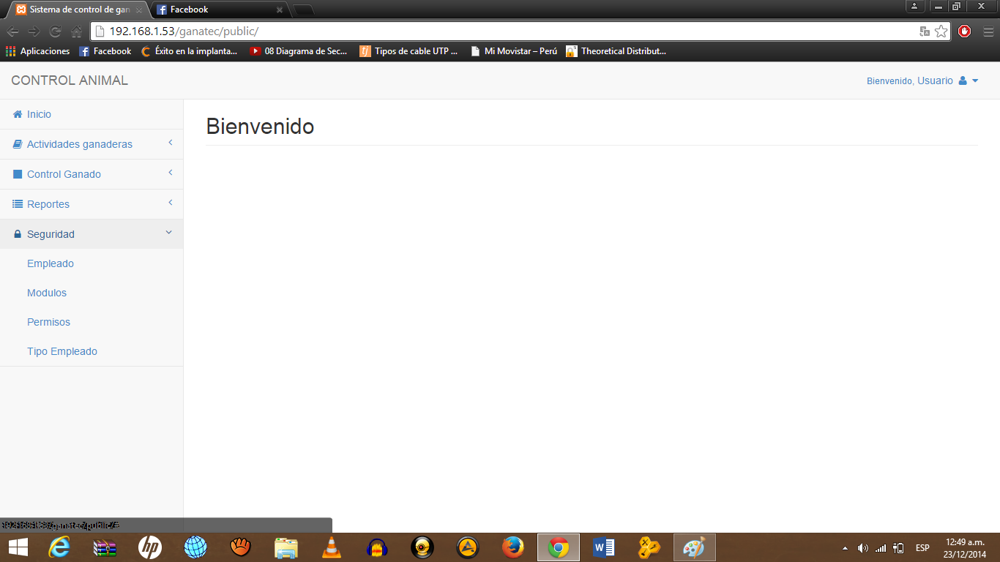 Sistema de control de gan
Facebook
192.168.1.53/ganatec/public/
Aplicaciones Facebook Éxito en la implanta... 08 Diagrama de Sec... Tipos de cable UTP ... Mi Movistar – Perú Theoretical Distribut...
CONTROL ANIMAL
Bienvenido, Usuario
Inicio
Actividades ganaderas
Control Ganado
Reportes
Seguridad
Empleado
Modulos
Permisos
Tipo Empleado
Bienvenido
192.168.1.53/ganatec/public/#
ESP
12:49 a.m.
23/12/2014